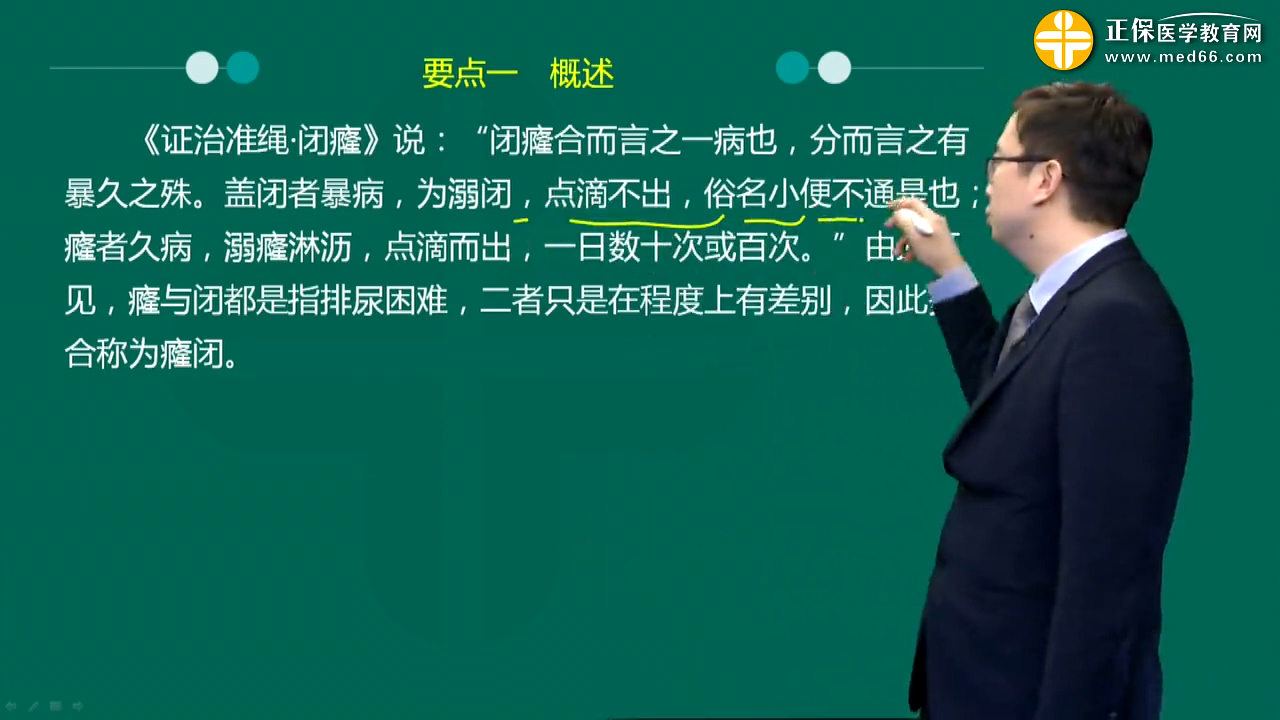 正保医学教育网
www.med66.com
要点一 概述
《证治准绳·闭癃》说：“闭癃合而言之一病也，分而言之有
暴久之殊。盖闭者暴病，为溺闭，点滴不出，俗名小便不通是也；
癃者久病，溺癃淋沥，点滴而出，一日数十次或百次。”由
见，癃与闭都是指排尿困难，二者只是在程度上有差别，因此
合称为癃闭。